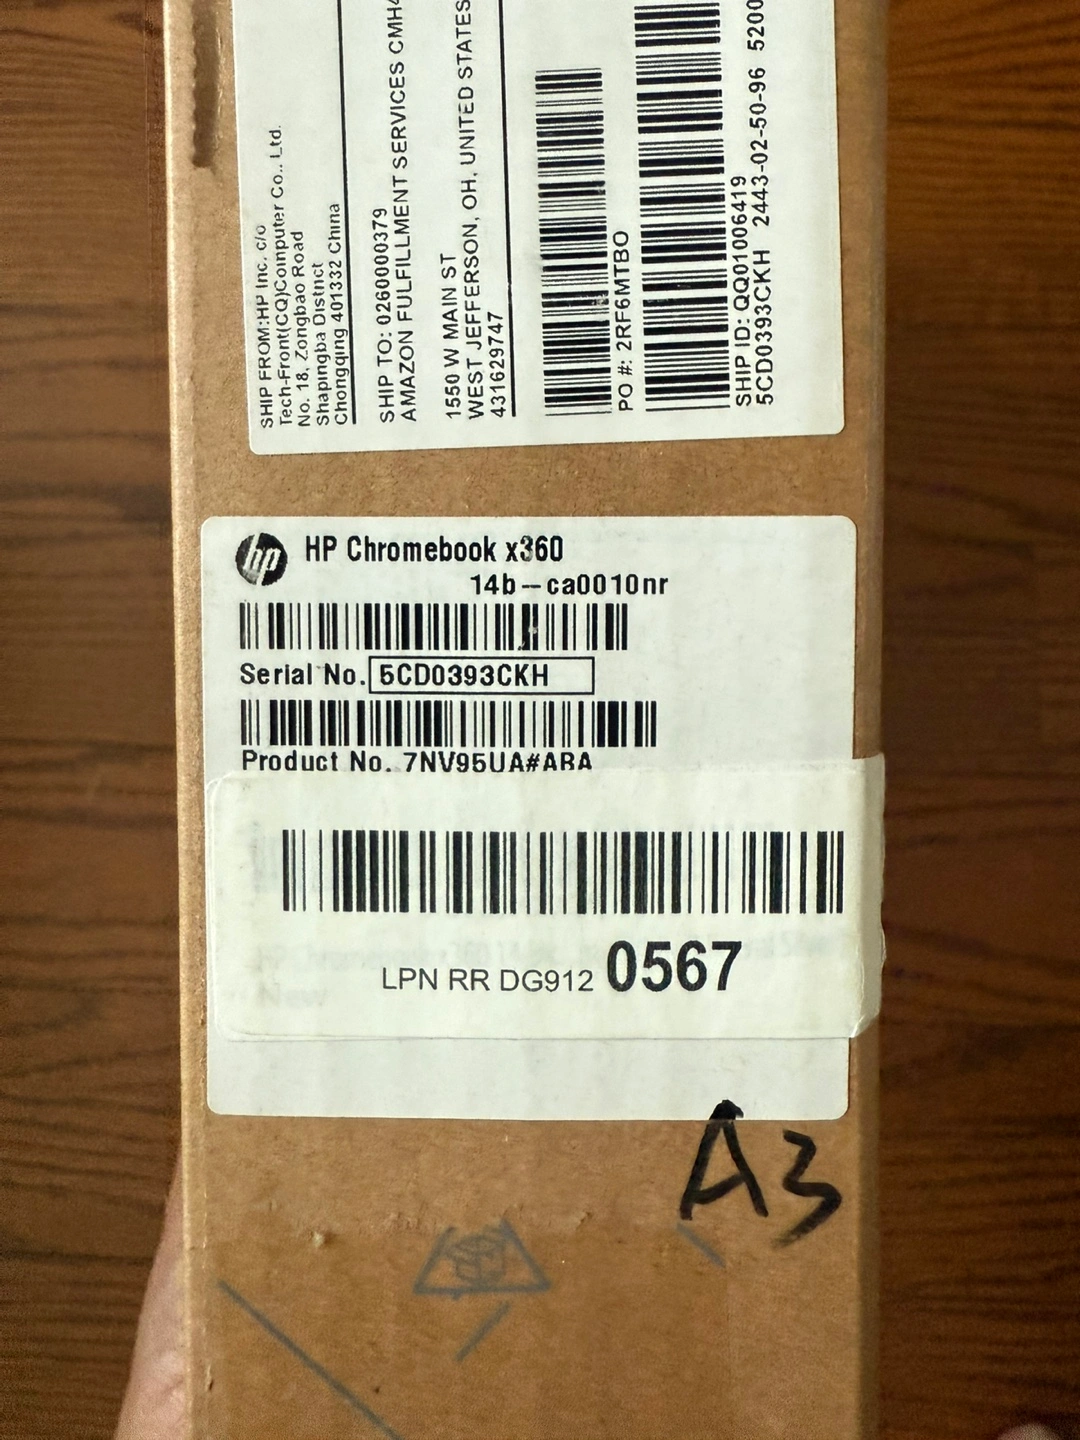 SHIP FROM:HP Inc. c/o
Tech-Front(CQ)Computer Co., Ltd.
No. 18, Zongbao Road
Shapingba District
Chongqing 401332 China
SHIP TO: 0260000379
AMAZON FULFILLMENT SERVICES CMH4
1550 W MAIN ST
WEST JEFFERSON, OH, UNITED STATES
431629747
PO #: 2RF6MTBO
SHIP ID: QQ01006419
5CD0393CKH 2443-02-50-96 5200
hp
HP Chromebook x360
14b-ca0010nr
Serial No. 5CD0393CKH
Product No. 7NV95UA#ABA
LPN RR DG912 0567
A3